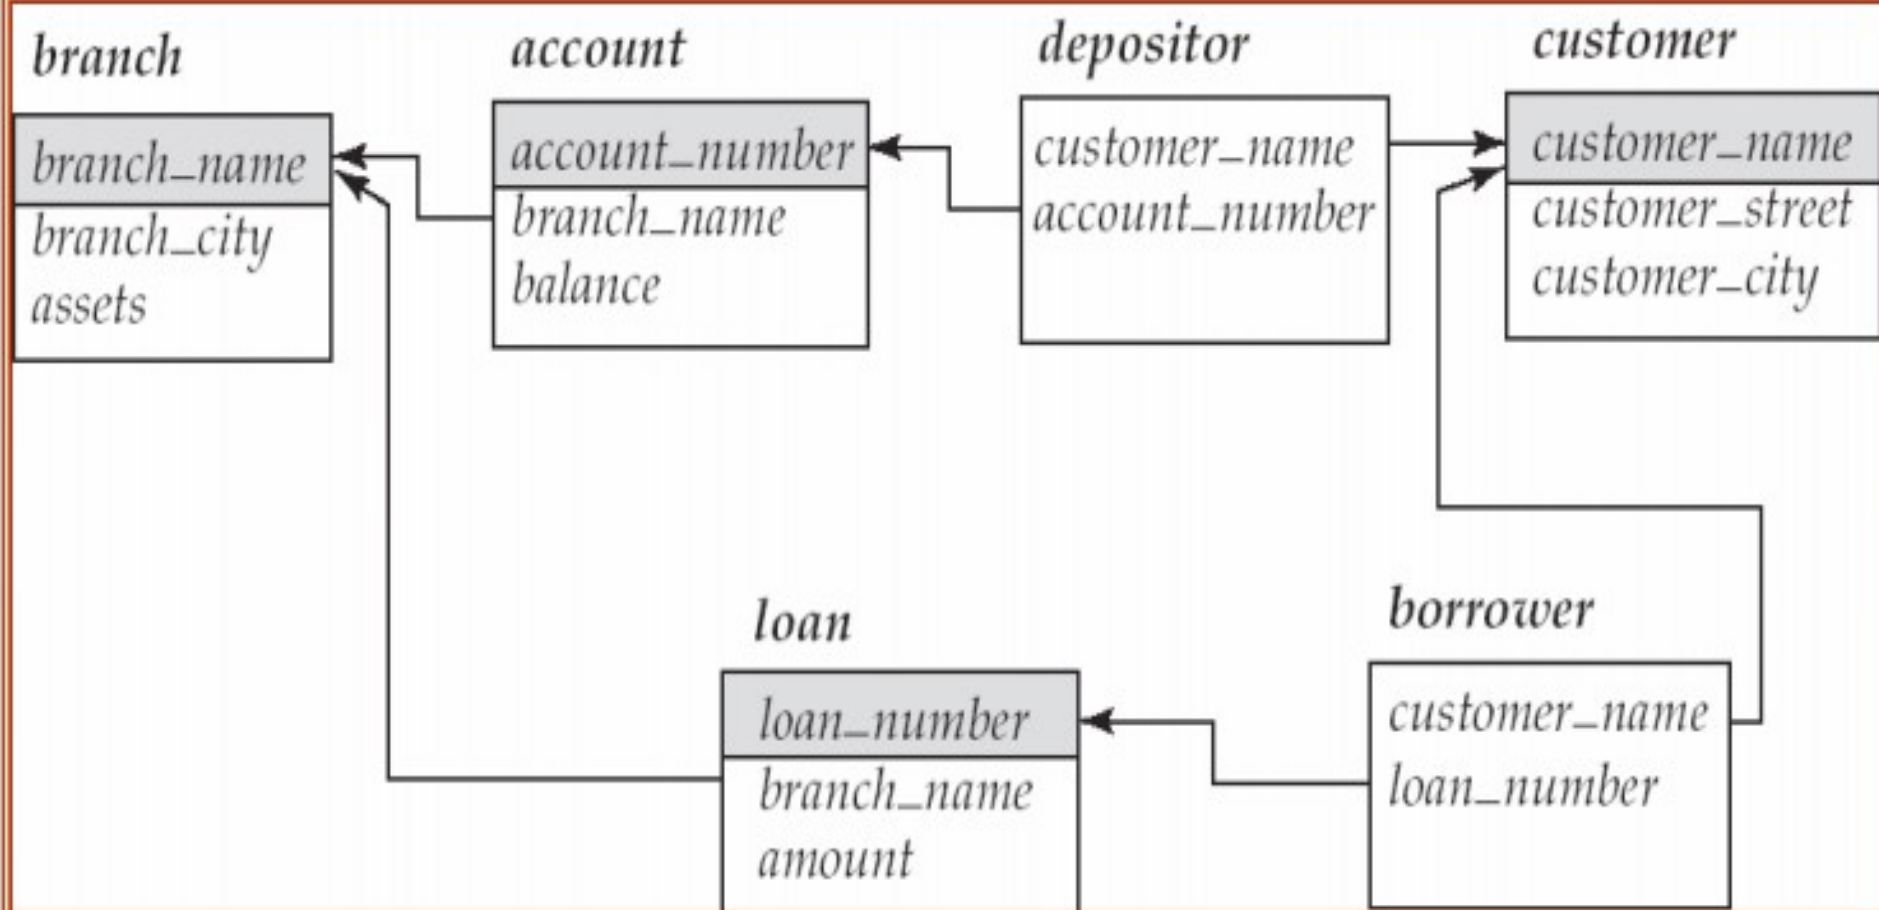 branch
branch_name
branch_city
assets
account
account_number
branch_name
balance
depositor
customer_name
account_number
customer
customer_name
customer_street
customer_city
loan
loan_number
branch_name
amount
borrower
customer_name
loan_number